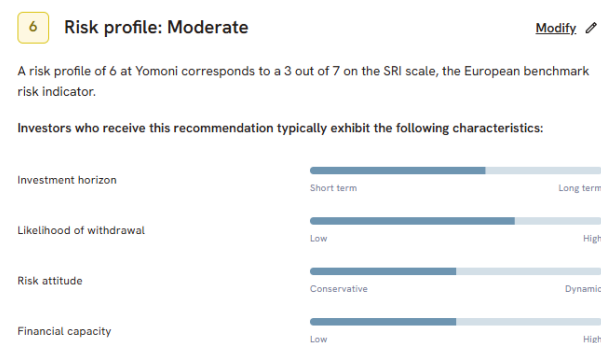 6
Risk profile: Moderate
Modify
A risk profile of 6 at Yomoni corresponds to a 3 out of 7 on the SRI scale, the European benchmark
risk indicator.
Investors who receive this recommendation typically exhibit the following characteristics:
Investment horizon
Short term
Long term
Likelihood of withdrawal
Low
High
Risk attitude
Conservative
Dynamic
Financial capacity
Low
High